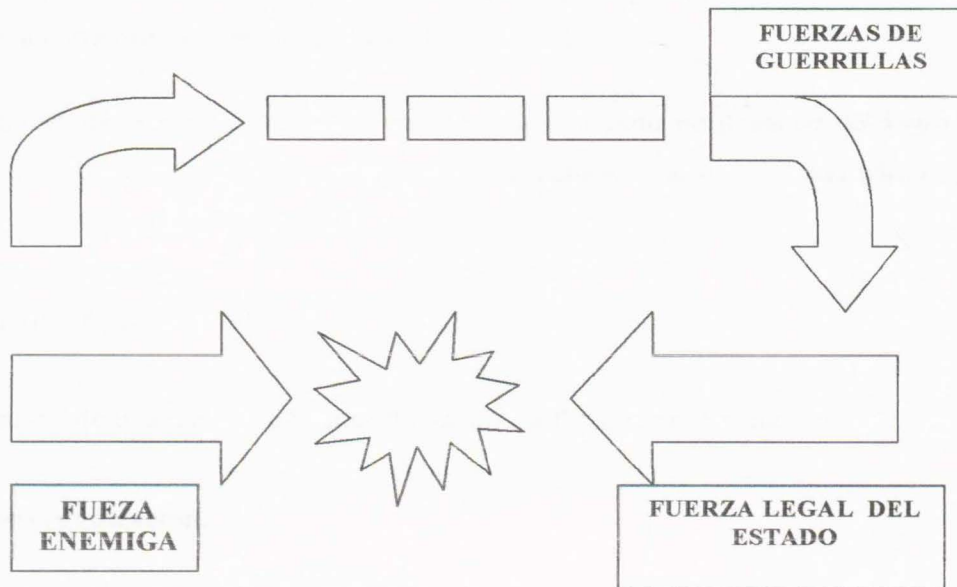 FUERZAS DE
GUERRILLAS
FUEZA
ENEMIGA
FUERZA LEGAL DEL
ESTADO